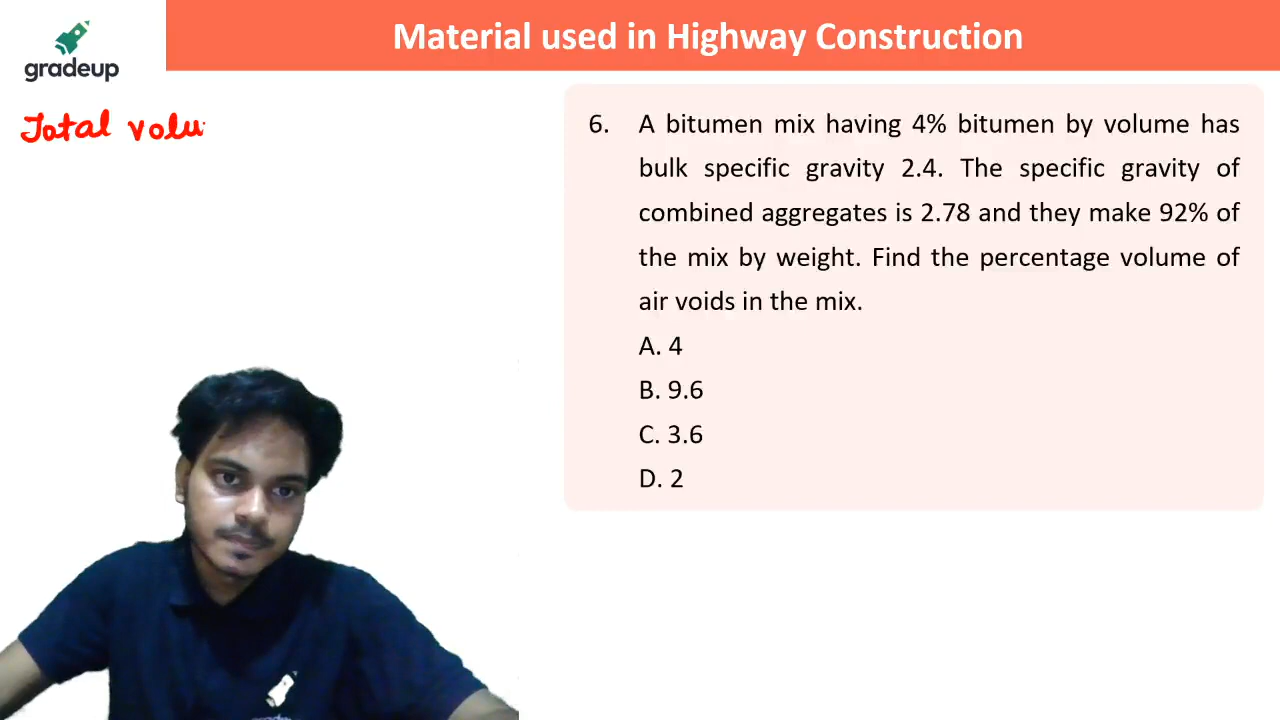 gradeup
Material used in Highway Construction
Total volu
6. A bitumen mix having 4% bitumen by volume has
bulk specific gravity 2.4. The specific gravity of
combined aggregates is 2.78 and they make 92% of
the mix by weight. Find the percentage volume of
air voids in the mix.
A. 4
B. 9.6
C. 3.6
D. 2
gradeup